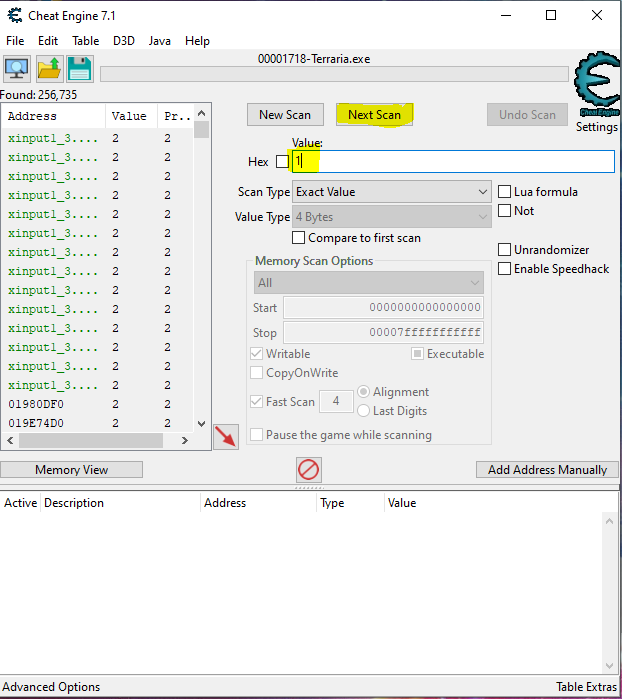 Cheat Engine 7.1
File Edit Table D3D Java Help
00001718-Terraria.exe
Found: 256,735
Address Value Pr..
xinput1_3.... 2 2
xinput1_3.... 2 2
xinput1_3.... 2 2
xinput1_3.... 2 2
xinput1_3.... 2 2
xinput1_3.... 2 2
xinput1_3.... 2 2
xinput1_3.... 2 2
xinput1_3.... 2 2
xinput1_3.... 2 2
xinput1_3.... 2 2
xinput1_3.... 2 2
xinput1_3.... 2 2
xinput1_3.... 2 2
01980DF0 2 2
019E74D0 2 2
New Scan Next Scan Undo Scan
Cheat Engine
Settings
Value:
Hex 1
Scan Type Exact Value Lua formula
Value Type 4 Bytes Not
Compare to first scan
Unrandomizer
Enable Speedhack
Memory Scan Options
All
Start 0000000000000000
Stop 00007fffffffffff
Writable Executable
CopyOnWrite
Fast Scan 4 Alignment
Last Digits
Pause the game while scanning
Memory View Add Address Manually
Active Description Address Type Value
Advanced Options Table Extras